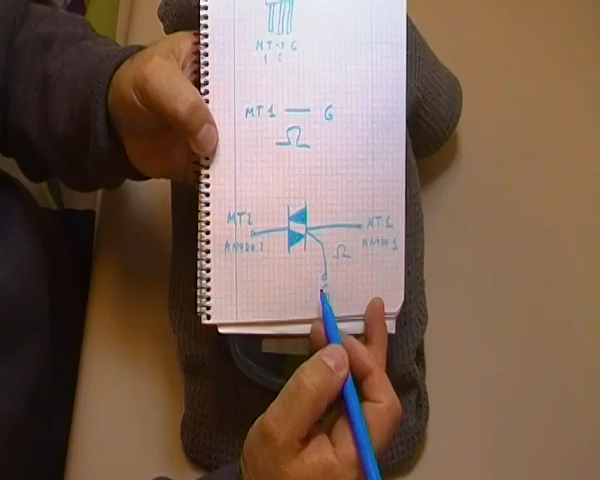 MT MT G
1 2
MT1 — G
Ω
MT2 MT1
ANODE 2 Ω ANODE 1
G